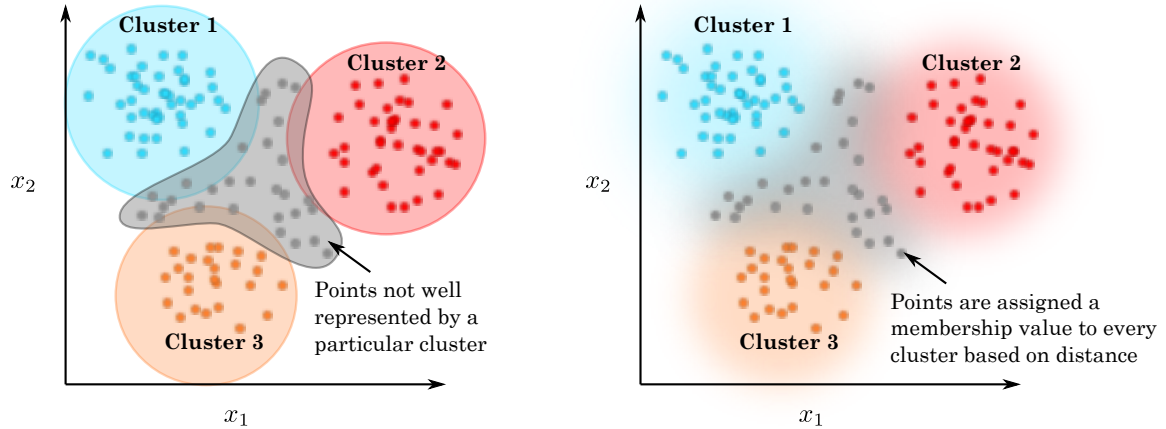 Cluster 1
Cluster 2
x2
Points not well
represented by a
particular cluster
Cluster 3
x1
Cluster 1
Cluster 2
x2
Points are assigned a
membership value to every
cluster based on distance
Cluster 3
x1